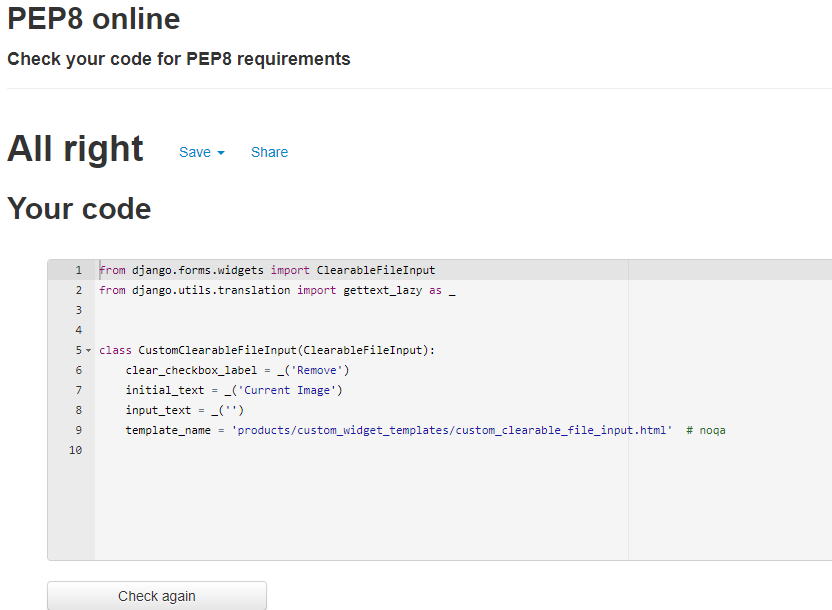 PEP8 online
Check your code for PEP8 requirements
All right Save Share
Your code
1 from django.forms.widgets import ClearableFileInput
2 from django.utils.translation import gettext_lazy as _
3
4
5 class CustomClearableFileInput(ClearableFileInput):
6     clear_checkbox_label = _('Remove')
7     initial_text = _('Current Image')
8     input_text = _('')
9     template_name = 'products/custom_widget_templates/custom_clearable_file_input.html'  # noqa
10
Check again